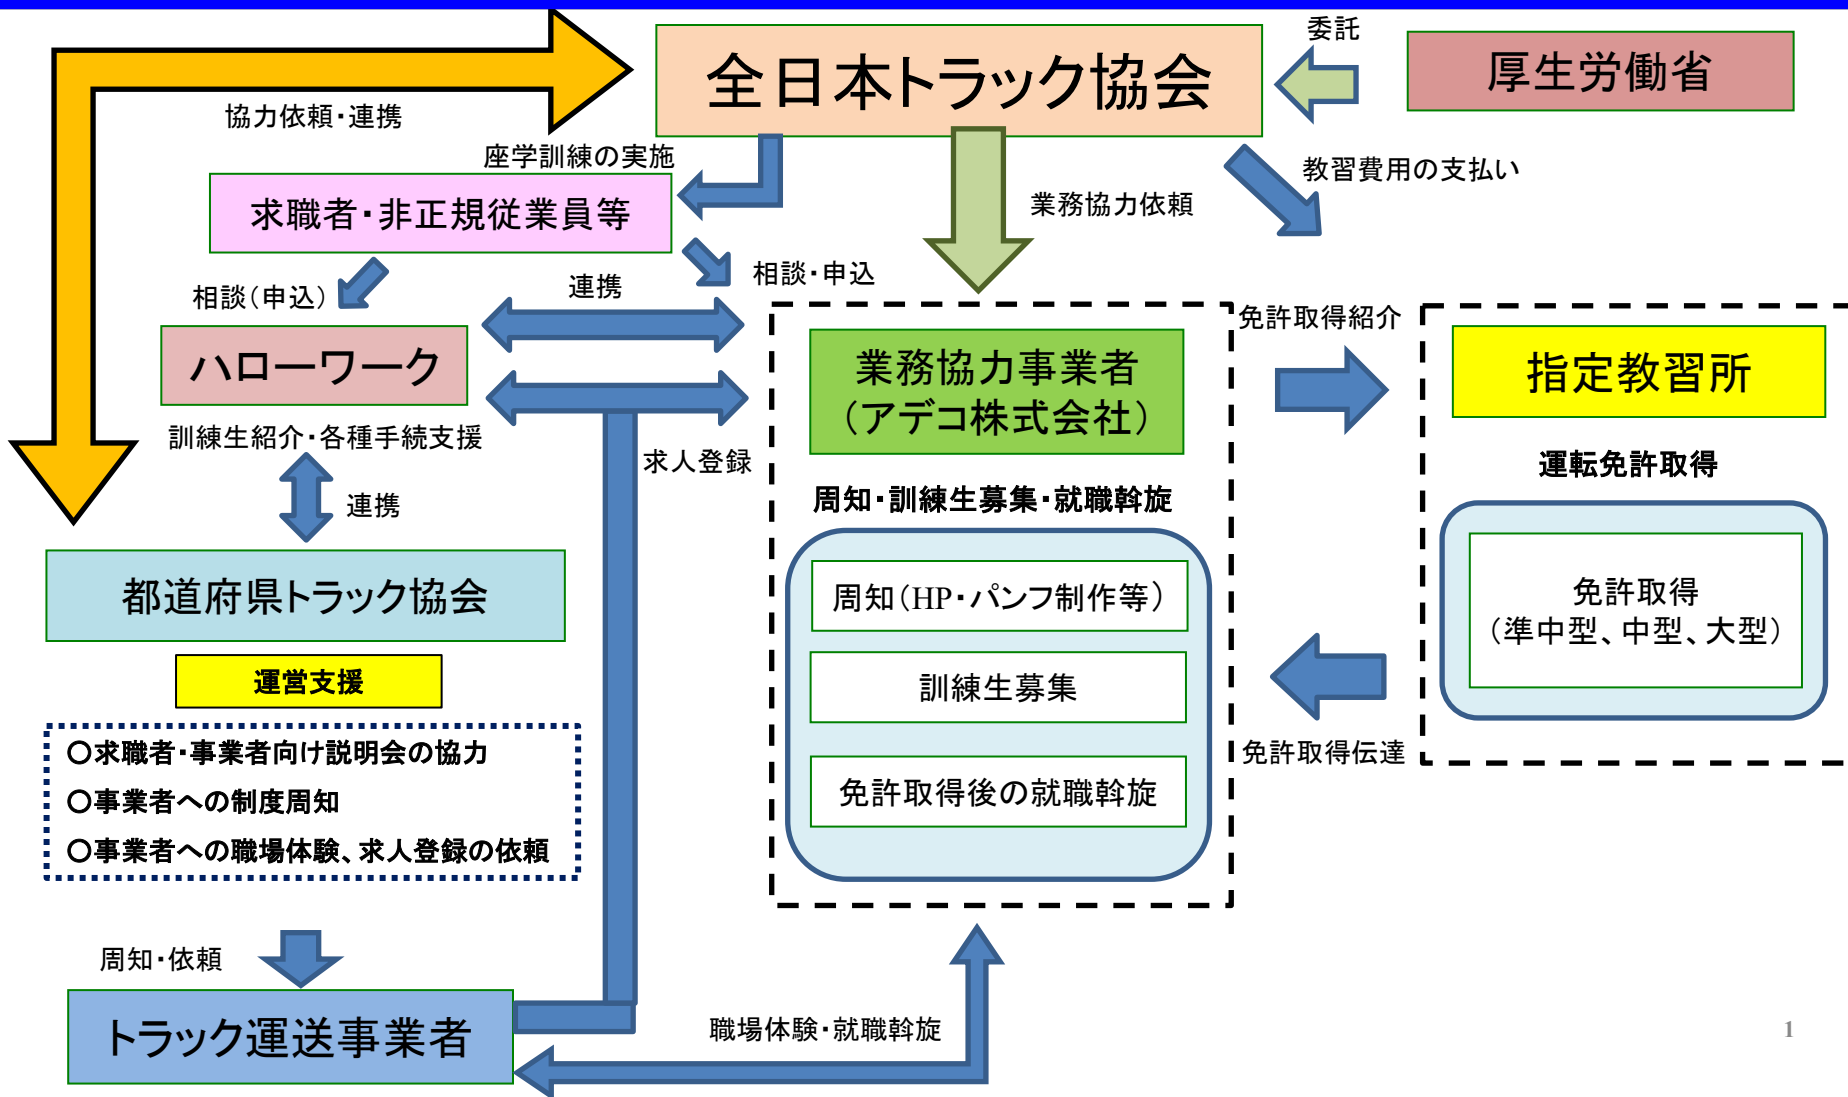 委託
全日本トラック協会
厚生労働省
協力依頼・連携
座学訓練の実施
教習費用の支払い
求職者・非正規従業員等
業務協力依頼
相談・申込
連携
相談（申込）
免許取得紹介
ハローワーク
業務協力事業者
（アデコ株式会社）
指定教習所
訓練生紹介・各種手続支援
求人登録
運転免許取得
連携
周知・訓練生募集・就職斡旋
都道府県トラック協会
周知（HP・パンフ制作等）
免許取得
（準中型、中型、大型）
運営支援
訓練生募集
〇求職者・事業者向け説明会の協力
免許取得伝達
〇事業者への制度周知
免許取得後の就職斡旋
〇事業者への職場体験、求人登録の依頼
周知・依頼
トラック運送事業者
職場体験・就職斡旋
1